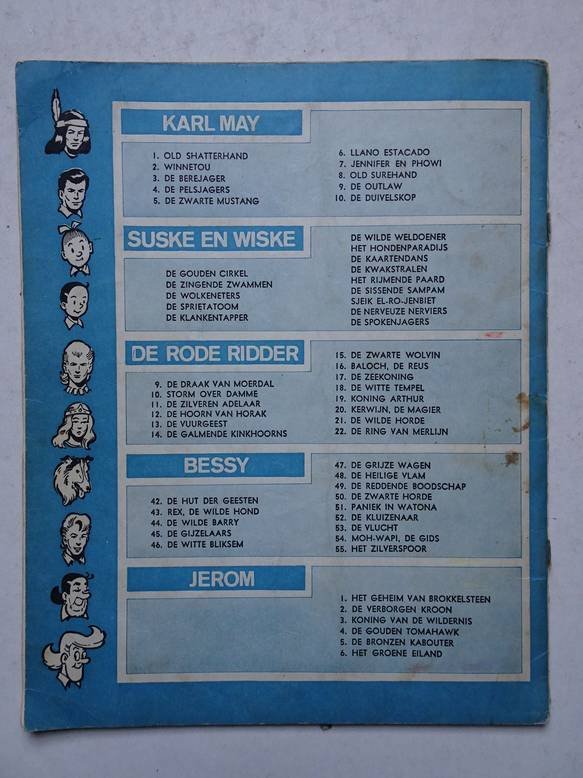 KARL MAY
1. OLD SHATTERHAND
2. WINNETOU
3. DE BEREJAGER
4. DE PELSJAGERS
5. DE ZWARTE MUSTANG
6. LLANO ESTACADO
7. JENNIFER EN PHOWI
8. OLD SUREHAND
9. DE OUTLAW
10. DE DUIVELSKOP
SUSKE EN WISKE
DE GOUDEN CIRKEL
DE ZINGENDE ZWAMMEN
DE WOLKENETERS
DE SPRIETATOOM
DE KLANKENTAPPER
DE WILDE WELDOENER
HET HONDENPARADIJS
DE KAARTENDANS
DE KWAKSTRALEN
HET RIJMENDE PAARD
DE SISSENDE SAMPAM
SJEIK EL-RO-JENBIET
DE NERVEUZE NERVIERS
DE SPOKENJAGERS
DE RODE RIDDER
9. DE DRAAK VAN MOERDAL
10. STORM OVER DAMME
11. DE ZILVEREN ADELAAR
12. DE HOORN VAN HORAK
13. DE VUURGEEST
14. DE GALMENDE KINKHOORNS
15. DE ZWARTE WOLVIN
16. BALOCH, DE REUS
17. DE ZEEKONING
18. DE WITTE TEMPEL
19. KONING ARTHUR
20. KERWIJN, DE MAGIER
21. DE WILDE HORDE
22. DE RING VAN MERLIJN
BESSY
42. DE HUT DER GEESTEN
43. REX, DE WILDE HOND
44. DE WILDE BARRY
45. DE GIJZELAARS
46. DE WITTE BLIKSEM
47. DE GRIJZE WAGEN
48. DE HEILIGE VLAM
49. DE REDDENDE BOODSCHAP
50. DE ZWARTE HORDE
51. PANIEK IN WATONA
52. DE KLUIZENAAR
53. DE VLUCHT
54. MOH-WAPI, DE GIDS
55. HET ZILVERSPOOR
JEROM
1. HET GEHEIM VAN BROKKELSTEEN
2. DE VERBORGEN KROON
3. KONING VAN DE WILDERNIS
4. DE GOUDEN TOMAHAWK
5. DE BRONZEN KABOUTER
6. HET GROENE EILAND